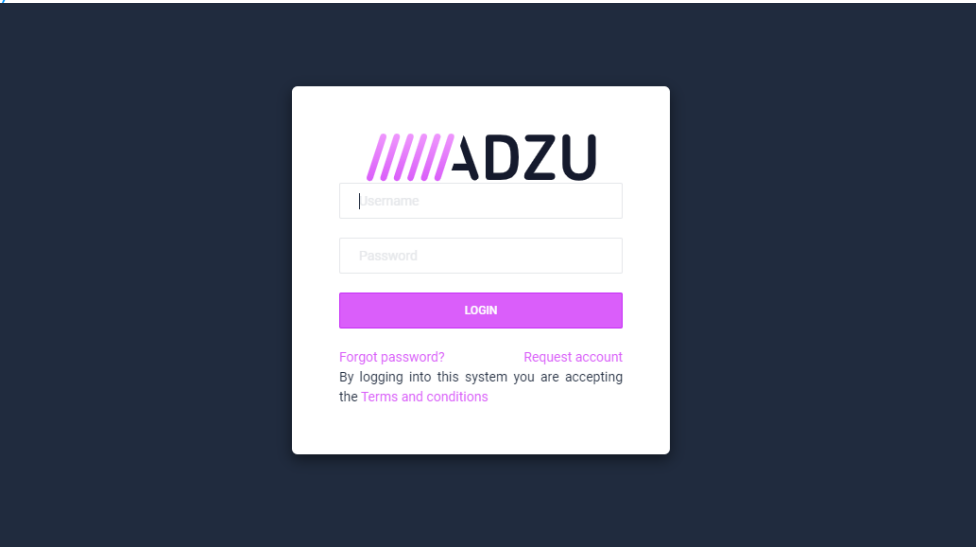 ADZU
Username
Password
LOGIN
Forgot password? Request account
By logging into this system you are accepting
the Terms and conditions